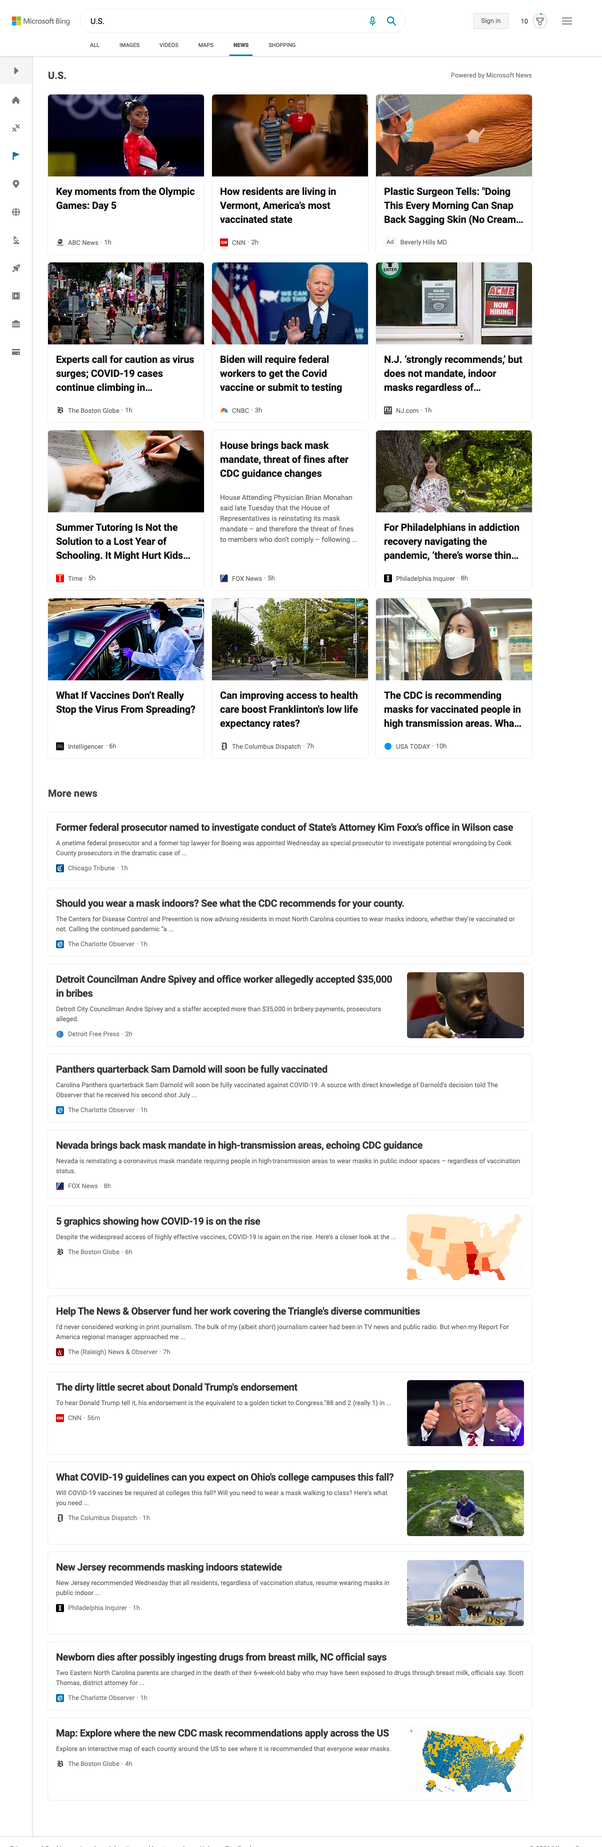 Microsoft Bing
U.S.
Sign in
10
ALL
IMAGES
VIDEOS
MAPS
NEWS
SHOPPING
U.S.
Powered by Microsoft News
Key moments from the Olympic
Games: Day 5
ABC News · 1h
How residents are living in
Vermont, America's most
vaccinated state
CNN · 2h
Plastic Surgeon Tells: "Doing
This Every Morning Can Snap
Back Sagging Skin (No Cream...
Ad Beverly Hills MD
WE CAN
DO THIS
ENTER
ACME
NOW
HIRING!
Experts call for caution as virus
surges; COVID-19 cases
continue climbing in...
The Boston Globe · 1h
Biden will require federal
workers to get the Covid
vaccine or submit to testing
CNBC · 3h
N.J. 'strongly recommends,' but
does not mandate, indoor
masks regardless of...
NJ.com · 1h
Summer Tutoring Is Not the
Solution to a Lost Year of
Schooling. It Might Hurt Kids...
Time · 5h
House brings back mask
mandate, threat of fines after
CDC guidance changes
House Attending Physician Brian Monahan
said late Tuesday that the House of
Representatives is reinstating its mask
mandate – and therefore the threat of fines
to members who don't comply – following ...
FOX News · 5h
For Philadelphians in addiction
recovery navigating the
pandemic, 'there's worse thin...
Philadelphia Inquirer · 8h
What If Vaccines Don't Really
Stop the Virus From Spreading?
Intelligencer · 6h
Can improving access to health
care boost Franklinton's low life
expectancy rates?
The Columbus Dispatch · 7h
The CDC is recommending
masks for vaccinated people in
high transmission areas. Wha...
USA TODAY · 10h
More news
Former federal prosecutor named to investigate conduct of State's Attorney Kim Foxx's office in Wilson case
A onetime federal prosecutor and a former top lawyer for Boeing was appointed Wednesday as special prosecutor to investigate potential wrongdoing by Cook
County prosecutors in the dramatic case of ...
Chicago Tribune · 1h
Should you wear a mask indoors? See what the CDC recommends for your county.
The Centers for Disease Control and Prevention is now advising residents in most North Carolina counties to wear masks indoors, whether they're vaccinated or
not. Calling the continued pandemic "a ...
The Charlotte Observer · 1h
Detroit Councilman Andre Spivey and office worker allegedly accepted $35,000
in bribes
Detroit City Councilman Andre Spivey and a staffer accepted more than $35,000 in bribery payments, prosecutors
alleged.
Detroit Free Press · 2h
Panthers quarterback Sam Darnold will soon be fully vaccinated
Carolina Panthers quarterback Sam Darnold will soon be fully vaccinated against COVID-19. A source with direct knowledge of Darnold's decision told The
Observer that he received his second shot July ...
The Charlotte Observer · 1h
Nevada brings back mask mandate in high-transmission areas, echoing CDC guidance
Nevada is reinstating a coronavirus mask mandate requiring people in high-transmission areas to wear masks in public indoor spaces – regardless of vaccination
status.
FOX News · 8h
5 graphics showing how COVID-19 is on the rise
Despite the widespread access of highly effective vaccines, COVID-19 is again on the rise. Here's a closer look at the ...
The Boston Globe · 6h
Help The News & Observer fund her work covering the Triangle's diverse communities
I'd never considered working in print journalism. The bulk of my (albeit short) journalism career had been in TV news and public radio. But when my Report For
America regional manager approached me ...
The (Raleigh) News & Observer · 7h
The dirty little secret about Donald Trump's endorsement
To hear Donald Trump tell it, his endorsement is the equivalent to a golden ticket to Congress."88 and 2 (really 1) in ...
CNN · 56m
What COVID-19 guidelines can you expect on Ohio's college campuses this fall?
Will COVID-19 vaccines be required at colleges this fall? Will you need to wear a mask walking to class? Here's what
you need ...
The Columbus Dispatch · 1h
New Jersey recommends masking indoors statewide
New Jersey recommended Wednesday that all residents, regardless of vaccination status, resume wearing masks in
public indoor ...
Philadelphia Inquirer · 1h
Newborn dies after possibly ingesting drugs from breast milk, NC official says
Two Eastern North Carolina parents are charged in the death of their 6-week-old baby who may have been exposed to drugs through breast milk, officials say. Scott
Thomas, district attorney for ...
The Charlotte Observer · 1h
Map: Explore where the new CDC mask recommendations apply across the US
Explore an interactive map of each county around the US to see where it is recommended that everyone wear masks.
The Boston Globe · 4h